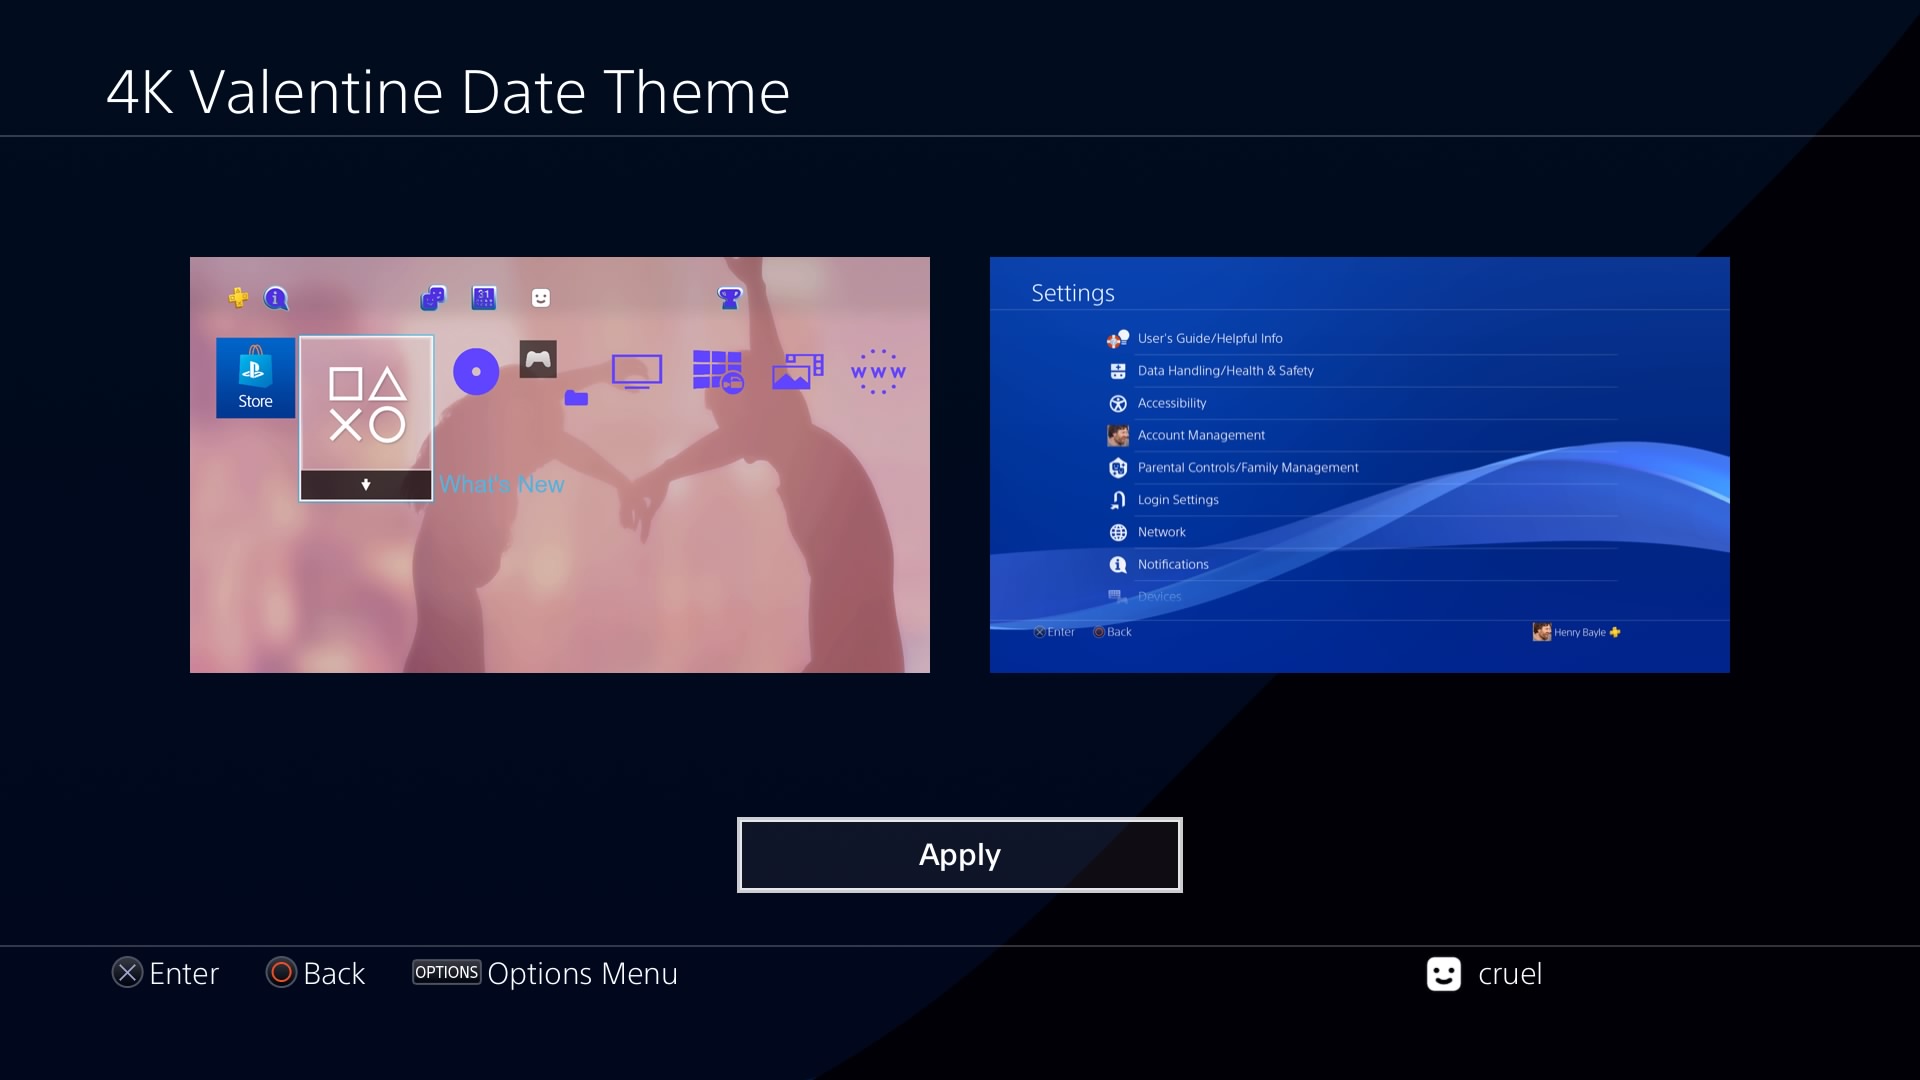 4K Valentine Date Theme
31
Store
What's New
www
Settings
User's Guide/Helpful Info
Data Handling/Health & Safety
Accessibility
Account Management
Parental Controls/Family Management
Login Settings
Network
Notifications
Devices
Enter Back
Henry Bayle
Apply
Enter Back OPTIONS Options Menu
cruel